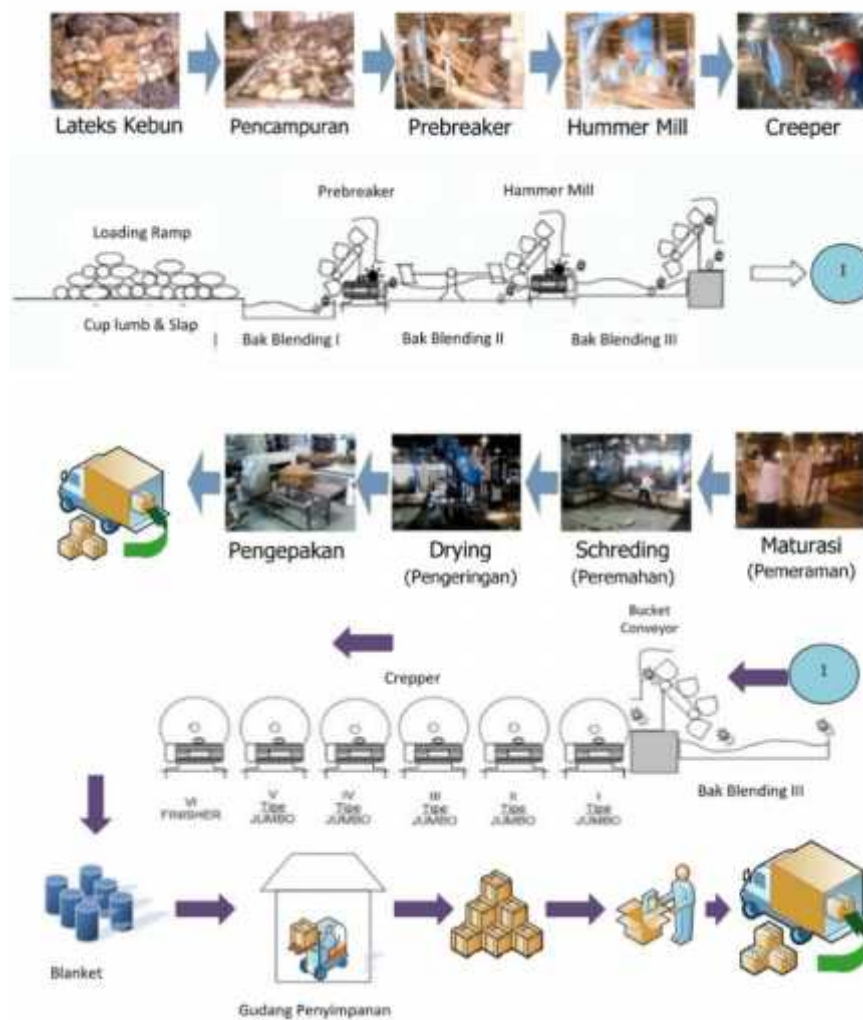 Lateks Kebun
Pencampuran
Prebreaker
Hummer Mill
Creeper
Prebreaker
Hammer Mill
Loading Ramp
I
Cup lumb & Slap
Bak Blending I
Bak Blending II
Bak Blending III
Pengepakan
Drying
(Pengeringan)
Schreding
(Peremahan)
Maturasi
(Pemeraman)
Bucket
Conveyor
Crepper
I
Bak Blending III
VI
FINISHER
V
Tipe
JUMBO
IV
Tipe
JUMBO
III
Tipe
JUMBO
II
Tipe
JUMBO
I
Tipe
JUMBO
Blanket
Gudang Penyimpanan